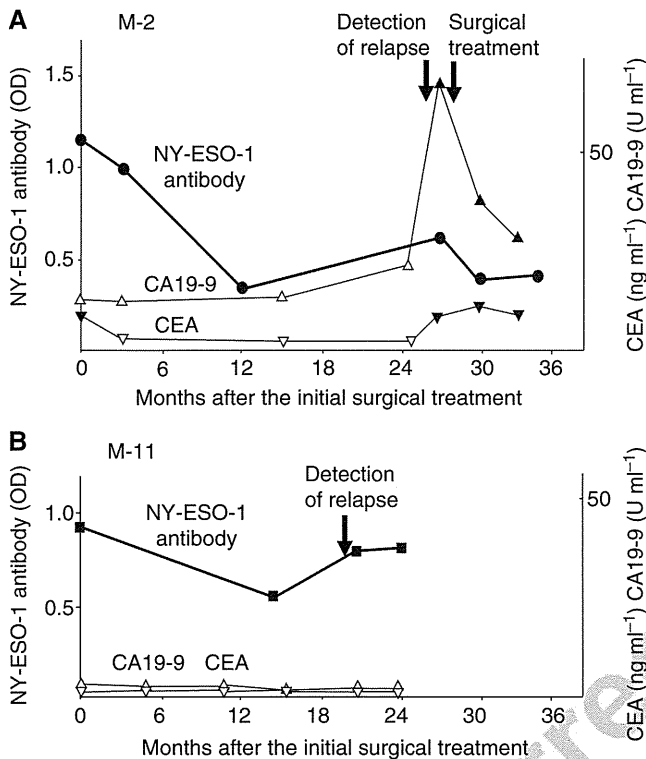 A
M-2
Detection
of relapse
Surgical
treatment
NY-ESO-1 antibody (OD)
1.5
1.0
0.5
NY-ESO-1
antibody
CA19-9
CEA
50
CEA (ng ml−1) CA19-9 (U ml−1)
0 6 12 18 24 30 36
Months after the initial surgical treatment
B
M-11
Detection
of relapse
NY-ESO-1 antibody (OD)
1.0
0.5
NY-ESO-1
antibody
CA19-9 CEA
50
CEA (ng ml−1) CA19-9 (U ml−1)
0 6 12 18 24 30 36
Months after the initial surgical treatment